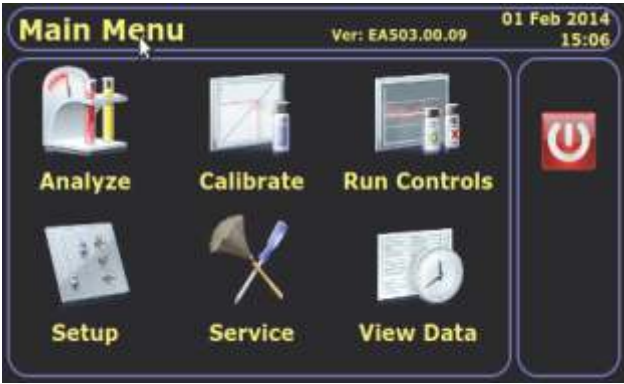 Main Menu
Ver: EA503.00.09
01 Feb 2014
15:06
Analyze
Calibrate
Run Controls
Setup
Service
View Data